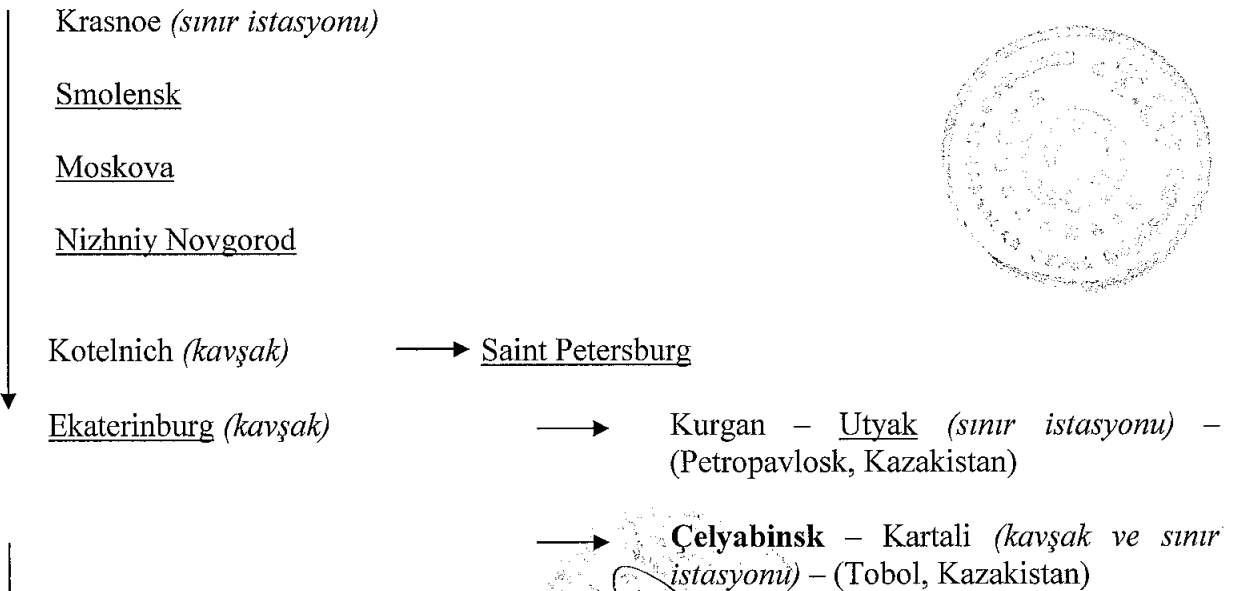 Krasnoe (sınır istasyonu)
Smolensk
Moskova
Nizhniy Novgorod
Kotelnich (kavşak) → Saint Petersburg
Ekaterinburg (kavşak) → Kurgan – Utyak (sınır istasyonu) –
(Petropavlosk, Kazakistan)
→ Çelyabinsk – Kartali (kavşak ve sınır
istasyonu) – (Tobol, Kazakistan)